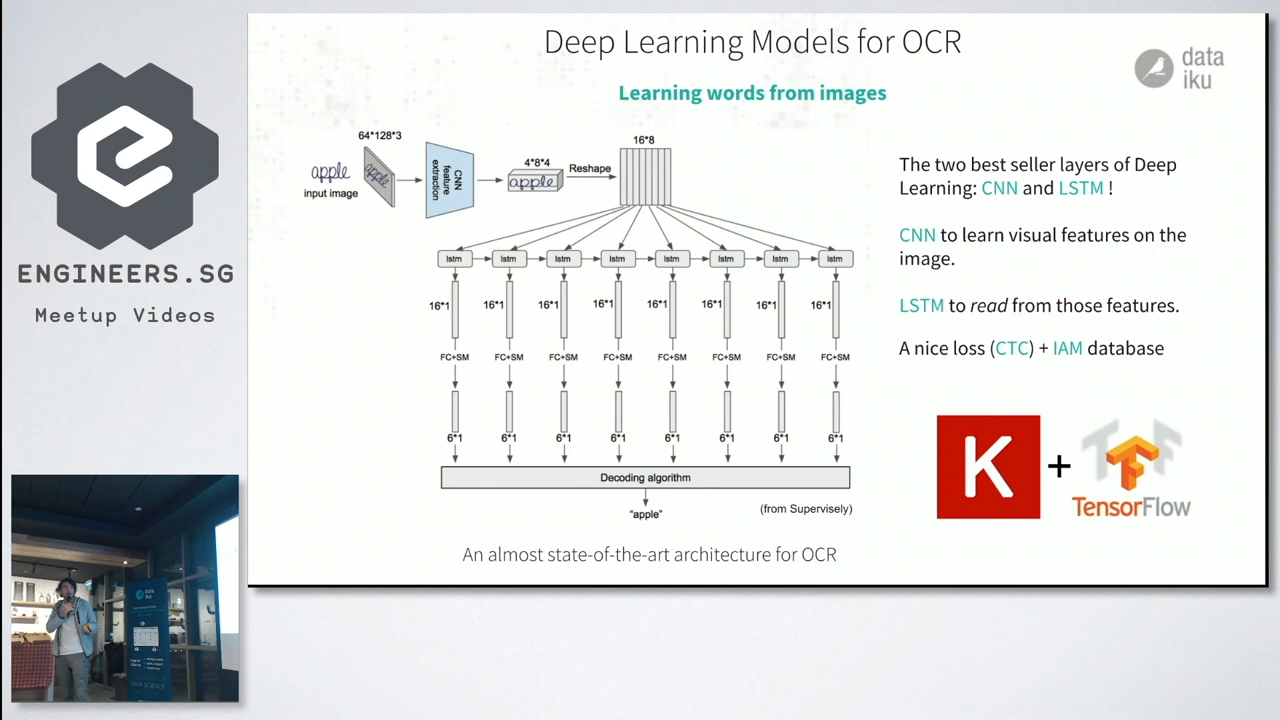 Deep Learning Models for OCR
data
iku
Learning words from images
64*128*3
apple
input image
apple
CNN
feature
extraction
4*8*4
apple
Reshape
16*8
lstm lstm lstm lstm lstm lstm lstm lstm
16*1 16*1 16*1 16*1 16*1 16*1 16*1 16*1
FC+SM FC+SM FC+SM FC+SM FC+SM FC+SM FC+SM FC+SM
6*1 6*1 6*1 6*1 6*1 6*1 6*1 6*1
Decoding algorithm
"apple"
(from Supervisely)
An almost state-of-the-art architecture for OCR
The two best seller layers of Deep
Learning: CNN and LSTM !
CNN to learn visual features on the
image.
LSTM to read from those features.
A nice loss (CTC) + IAM database
K
+
TensorFlow
ENGINEERS.SG
Meetup Videos
data
iku